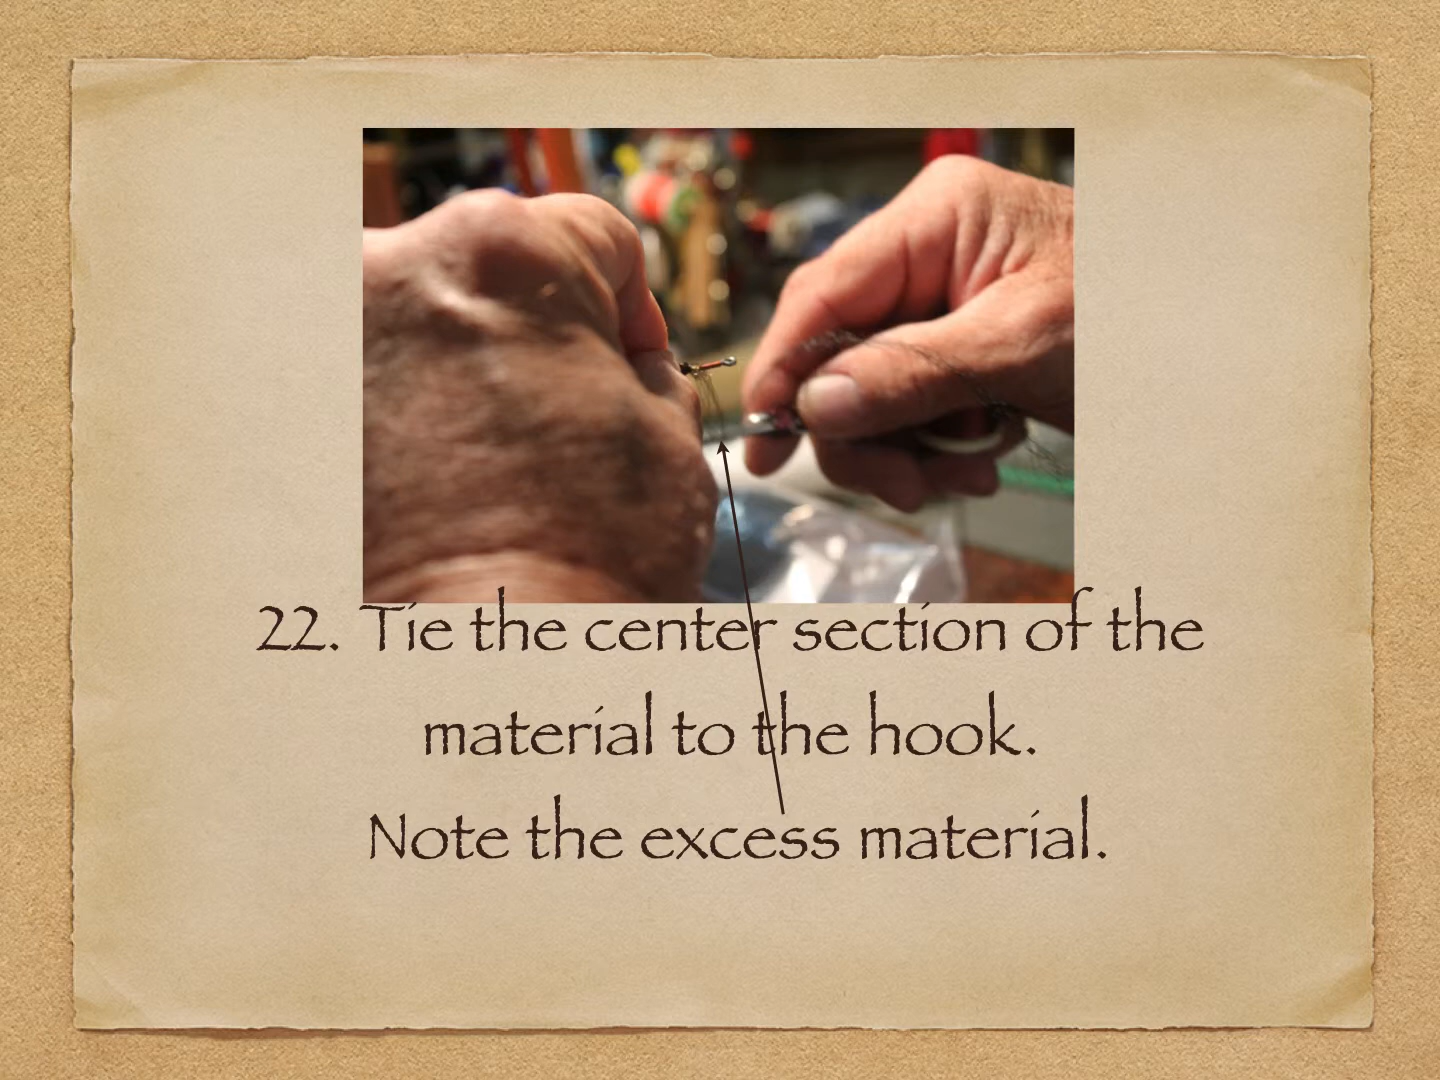 22. Tie the center section of the
material to the hook.
Note the excess material.